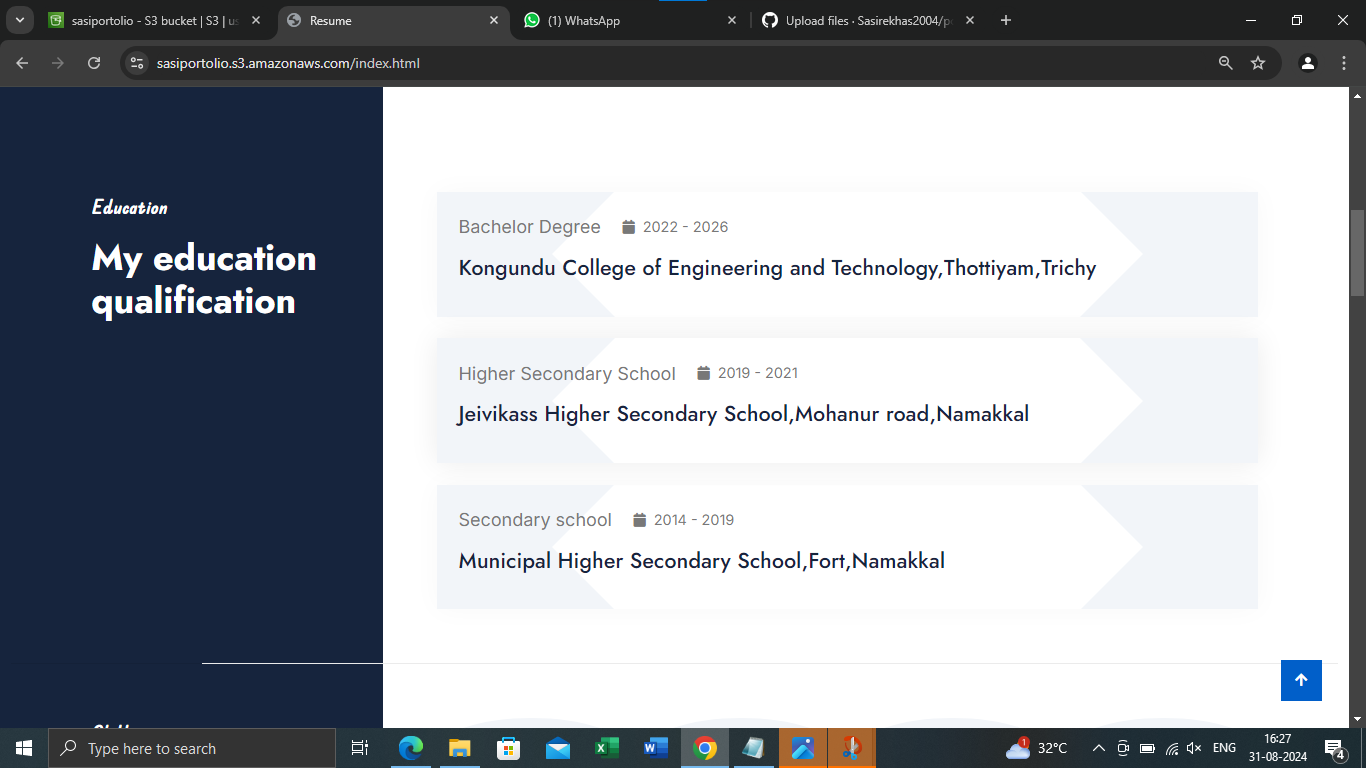 sasiportolio - S3 bucket | S3 | us
Resume
(1) WhatsApp
Upload files · Sasirekhas2004/po
sasiportolio.s3.amazonaws.com/index.html
Education
My education
qualification
Bachelor Degree 2022 - 2026
Kongundu College of Engineering and Technology,Thottiyam,Trichy
Higher Secondary School 2019 - 2021
Jeivikass Higher Secondary School,Mohanur road,Namakkal
Secondary school 2014 - 2019
Municipal Higher Secondary School,Fort,Namakkal
Type here to search
1
32°C
ENG
16:27
31-08-2024
4